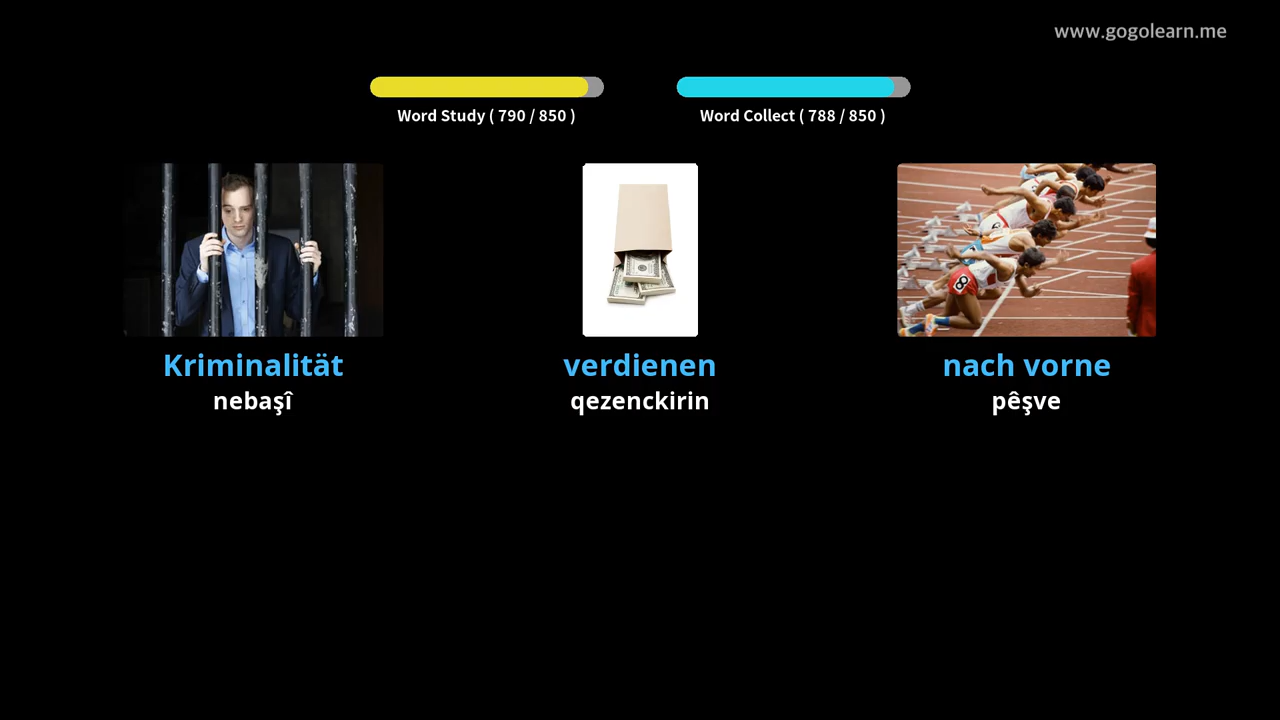 www.gogolearn.me
Word Study ( 790 / 850 )
Word Collect ( 788 / 850 )
Kriminalität
nebaşî
verdienen
qezenckirin
nach vorne
pêşve